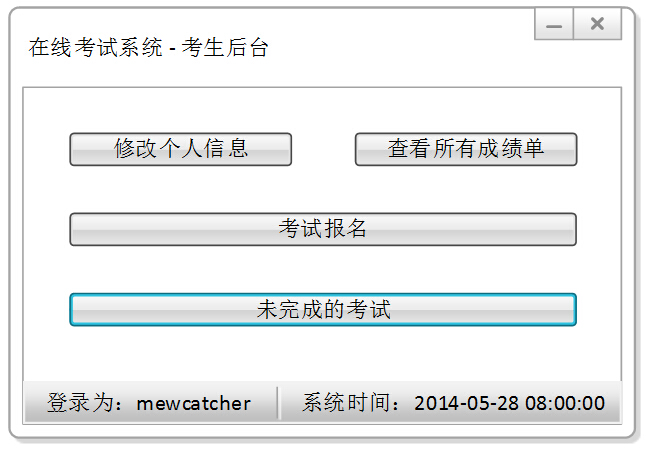 在线考试系统 - 考生后台
修改个人信息
查看所有成绩单
考试报名
未完成的考试
登录为：mewcatcher
系统时间：2014-05-28 08:00:00